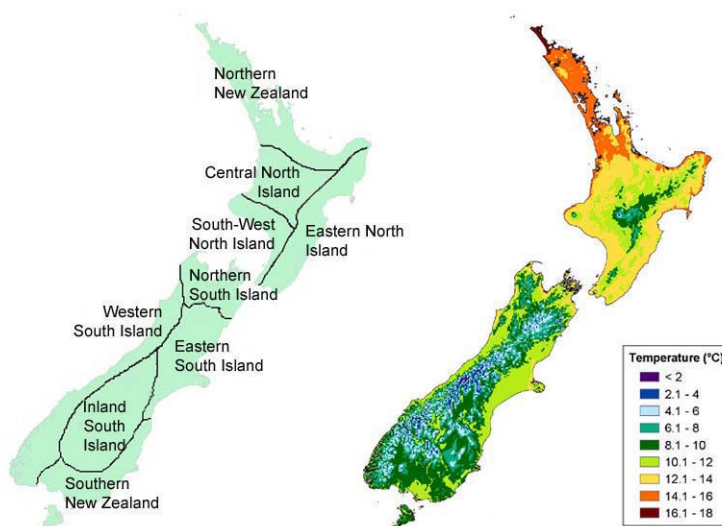 Northern
New Zealand
Central North
Island
South-West
North Island
Eastern North
Island
Northern
South Island
Western
South Island
Eastern
South Island
Inland
South
Island
Southern
New Zealand
Temperature (°C)
< 2
2.1 - 4
4.1 - 6
6.1 - 8
8.1 - 10
10.1 - 12
12.1 - 14
14.1 - 16
16.1 - 18